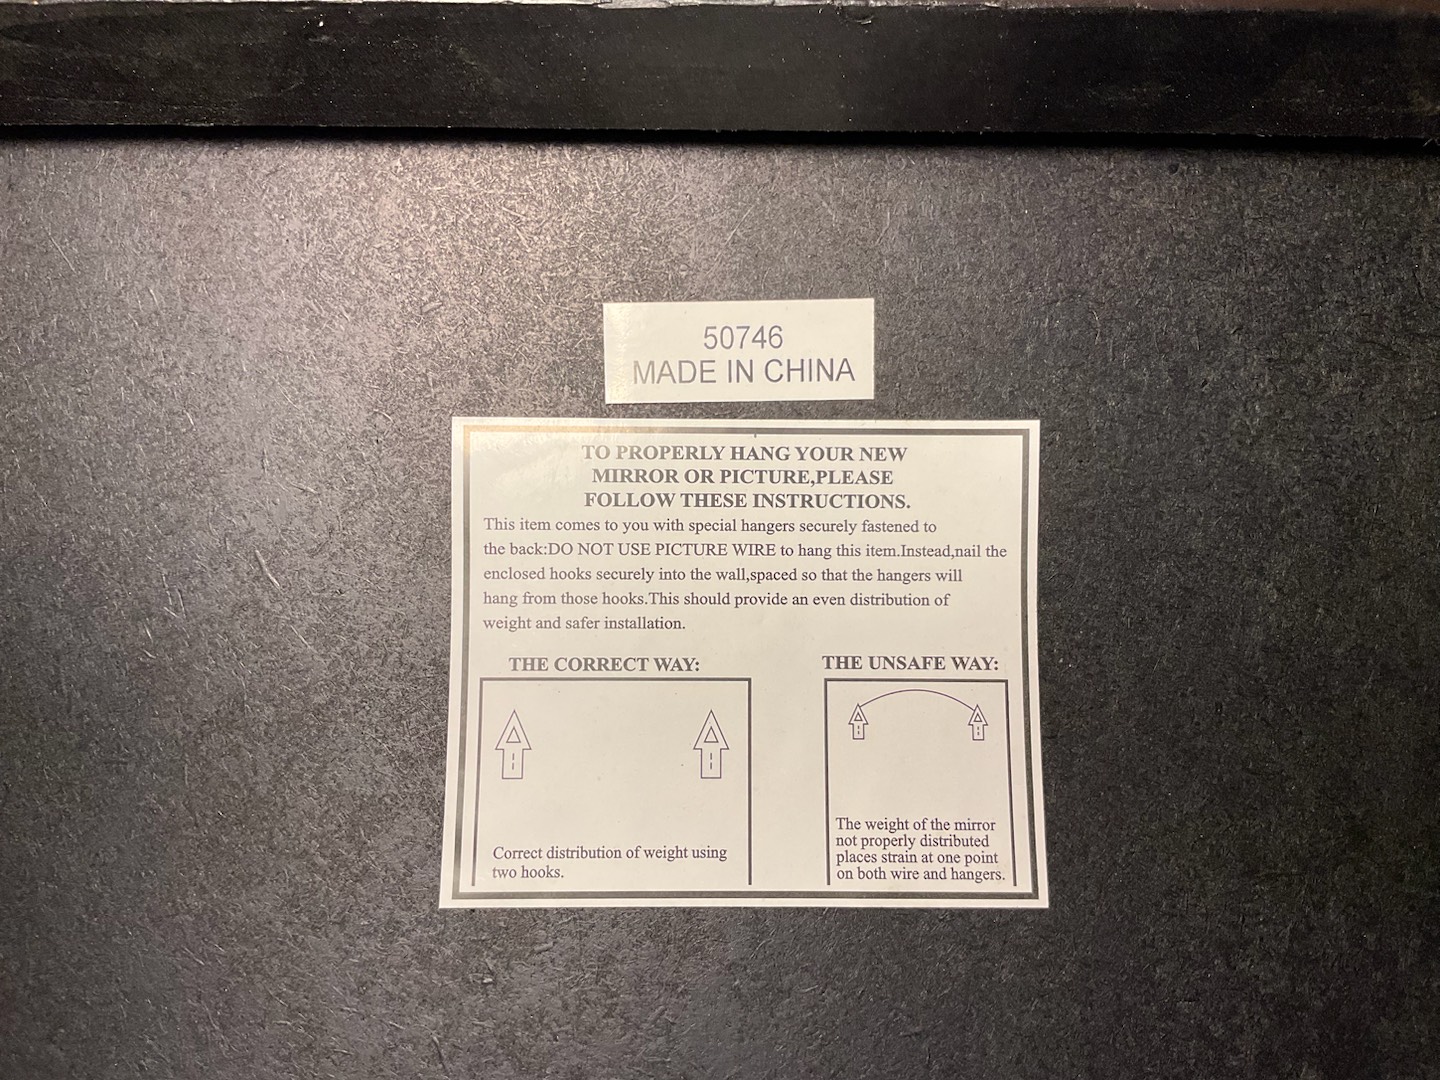 50746
MADE IN CHINA
TO PROPERLY HANG YOUR NEW
MIRROR OR PICTURE,PLEASE
FOLLOW THESE INSTRUCTIONS.
This item comes to you with special hangers securely fastened to
the back:DO NOT USE PICTURE WIRE to hang this item.Instead,nail the
enclosed hooks securely into the wall,spaced so that the hangers will
hang from those hooks.This should provide an even distribution of
weight and safer installation.
THE CORRECT WAY:
Correct distribution of weight using
two hooks.
THE UNSAFE WAY:
The weight of the mirror
not properly distributed
places strain at one point
on both wire and hangers.